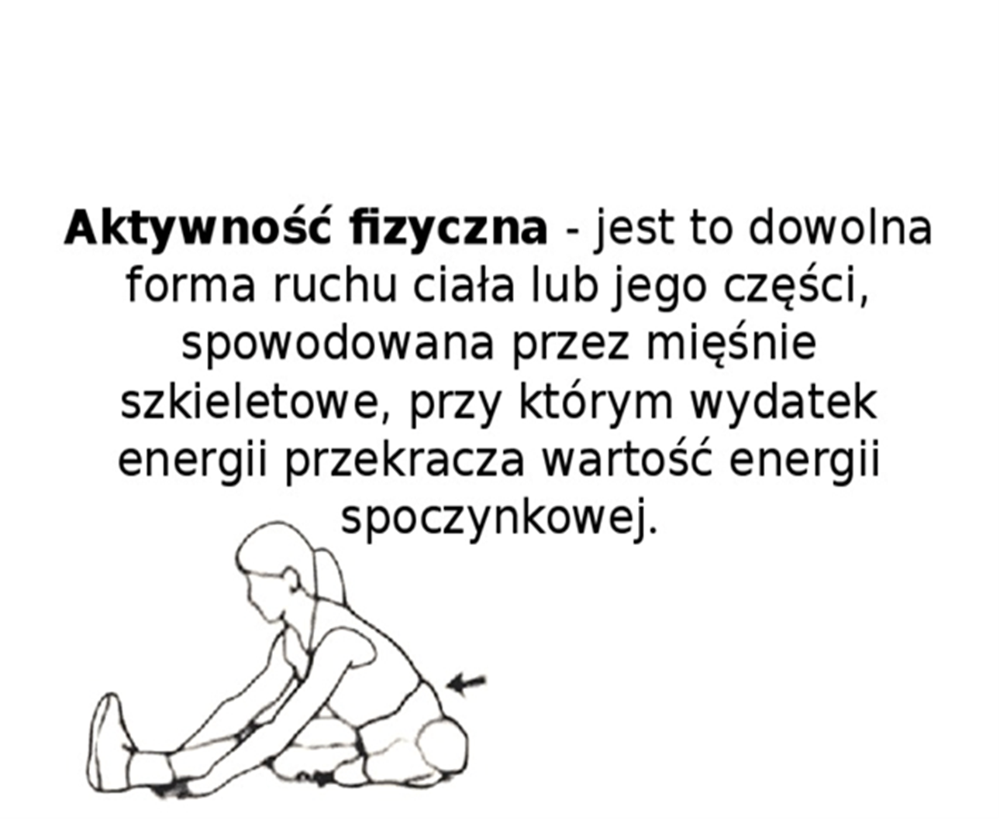 Aktywność fizyczna - jest to dowolna
forma ruchu ciała lub jego części,
spowodowana przez mięśnie
szkieletowe, przy którym wydatek
energii przekracza wartość energii
spoczynkowej.